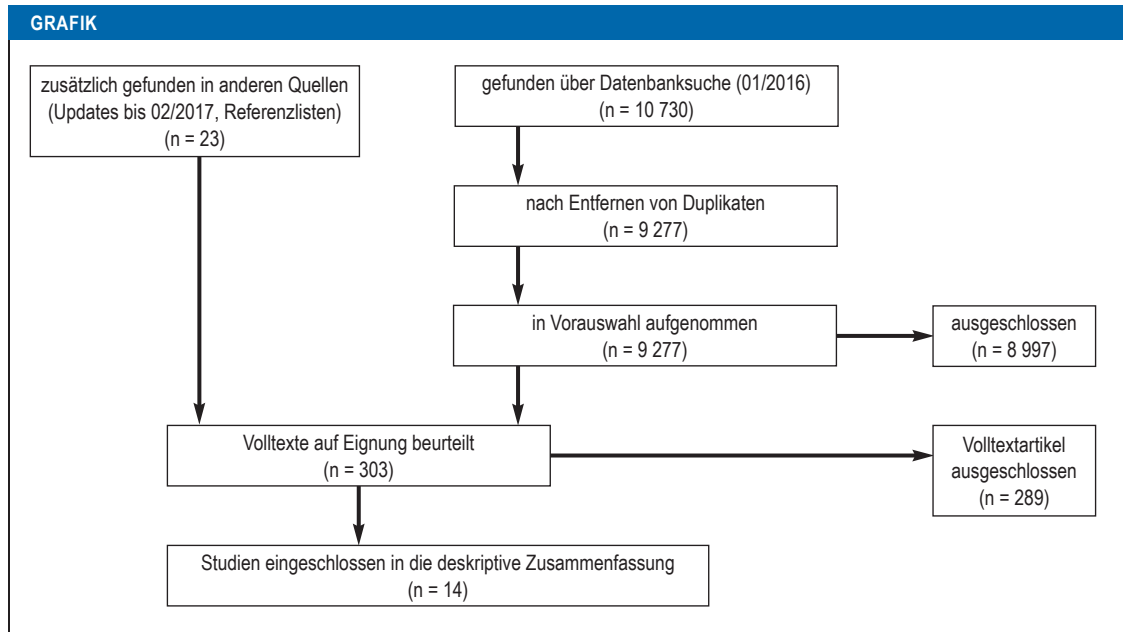 GRAFIK
zusätzlich gefunden in anderen Quellen
(Updates bis 02/2017, Referenzlisten)
(n = 23)
gefunden über Datenbanksuche (01/2016)
(n = 10 730)
nach Entfernen von Duplikaten
(n = 9 277)
in Vorauswahl aufgenommen
(n = 9 277)
ausgeschlossen
(n = 8 997)
Volltexte auf Eignung beurteilt
(n = 303)
Volltextartikel
ausgeschlossen
(n = 289)
Studien eingeschlossen in die deskriptive Zusammenfassung
(n = 14)